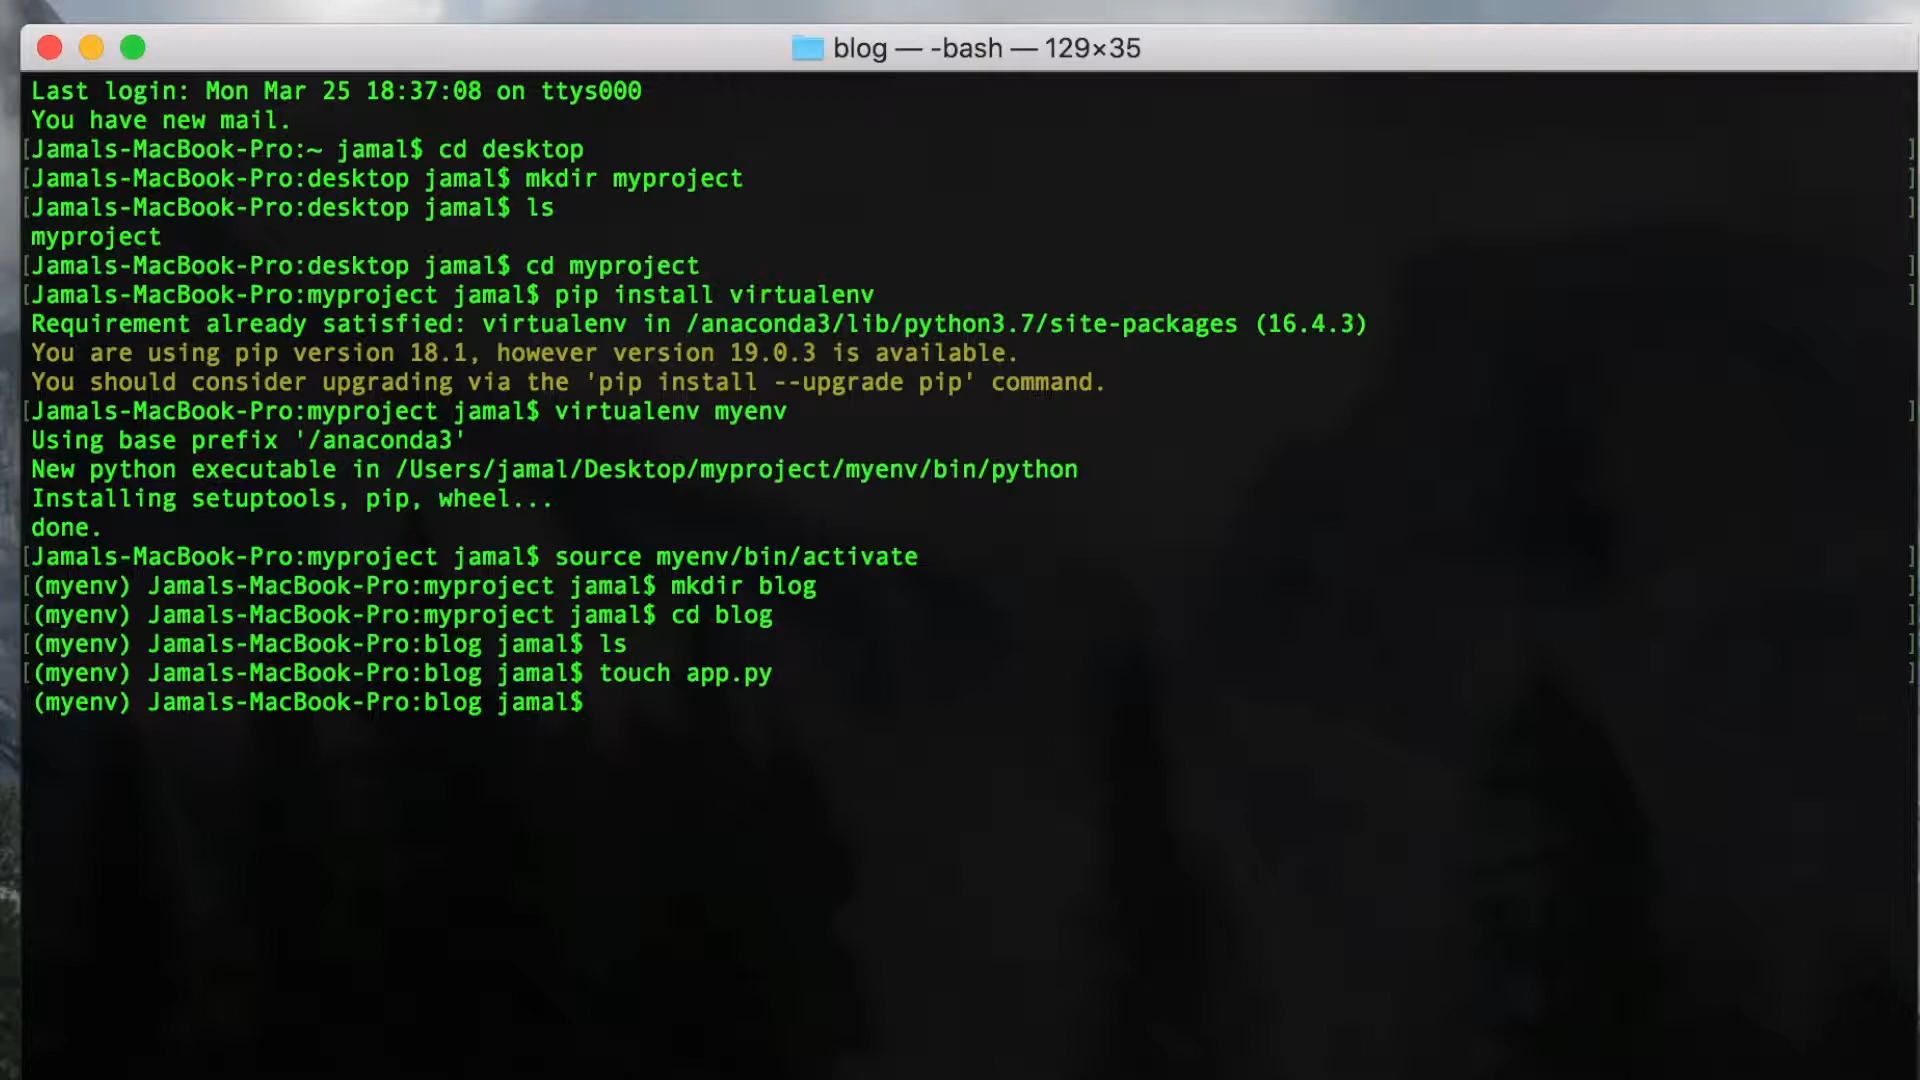 blog — -bash — 129×35
Last login: Mon Mar 25 18:37:08 on ttys000
You have new mail.
[Jamals-MacBook-Pro:~ jamal$ cd desktop ]
[Jamals-MacBook-Pro:desktop jamal$ mkdir myproject ]
[Jamals-MacBook-Pro:desktop jamal$ ls ]
myproject
[Jamals-MacBook-Pro:desktop jamal$ cd myproject ]
[Jamals-MacBook-Pro:myproject jamal$ pip install virtualenv ]
Requirement already satisfied: virtualenv in /anaconda3/lib/python3.7/site-packages (16.4.3)
You are using pip version 18.1, however version 19.0.3 is available.
You should consider upgrading via the 'pip install --upgrade pip' command.
[Jamals-MacBook-Pro:myproject jamal$ virtualenv myenv ]
Using base prefix '/anaconda3'
New python executable in /Users/jamal/Desktop/myproject/myenv/bin/python
Installing setuptools, pip, wheel...
done.
[Jamals-MacBook-Pro:myproject jamal$ source myenv/bin/activate ]
[(myenv) Jamals-MacBook-Pro:myproject jamal$ mkdir blog ]
[(myenv) Jamals-MacBook-Pro:myproject jamal$ cd blog ]
[(myenv) Jamals-MacBook-Pro:blog jamal$ ls ]
[(myenv) Jamals-MacBook-Pro:blog jamal$ touch app.py ]
(myenv) Jamals-MacBook-Pro:blog jamal$